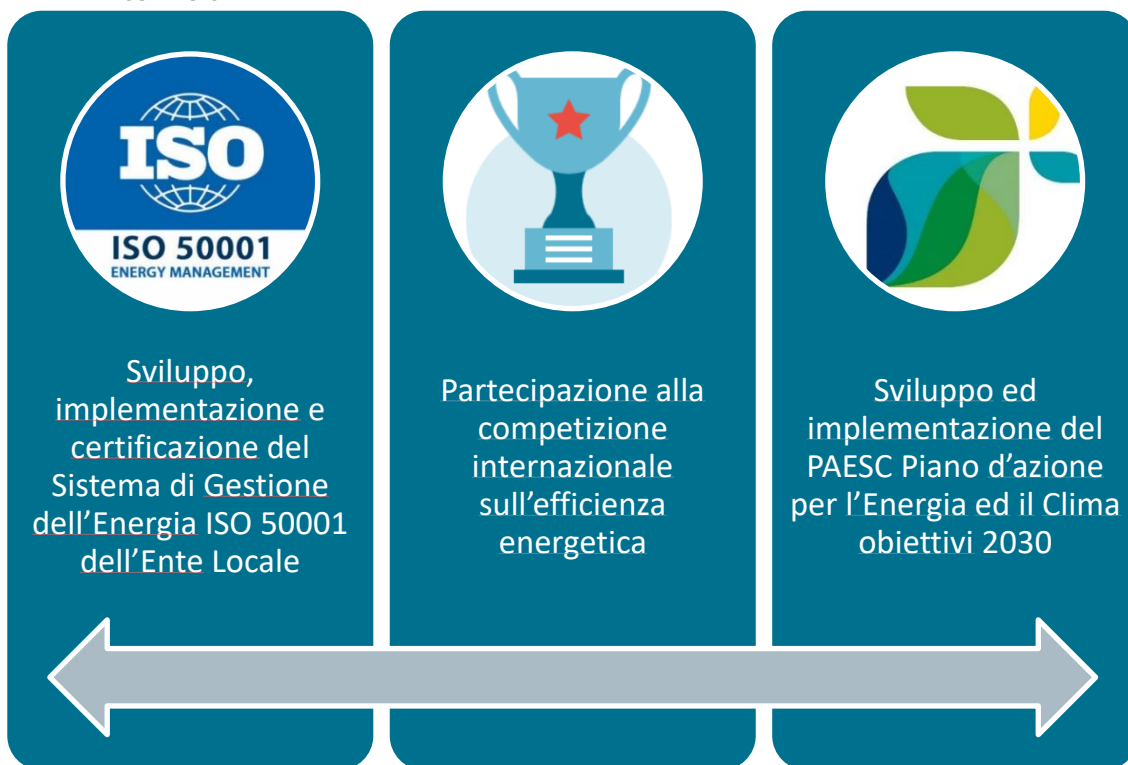 ISO
ISO 50001
ENERGY MANAGEMENT
Sviluppo,
implementazione e
certificazione del
Sistema di Gestione
dell’Energia ISO 50001
dell’Ente Locale
Partecipazione alla
competizione
internazionale
sull’efficienza
energetica
Sviluppo ed
implementazione del
PAESC Piano d’azione
per l’Energia ed il Clima
obiettivi 2030